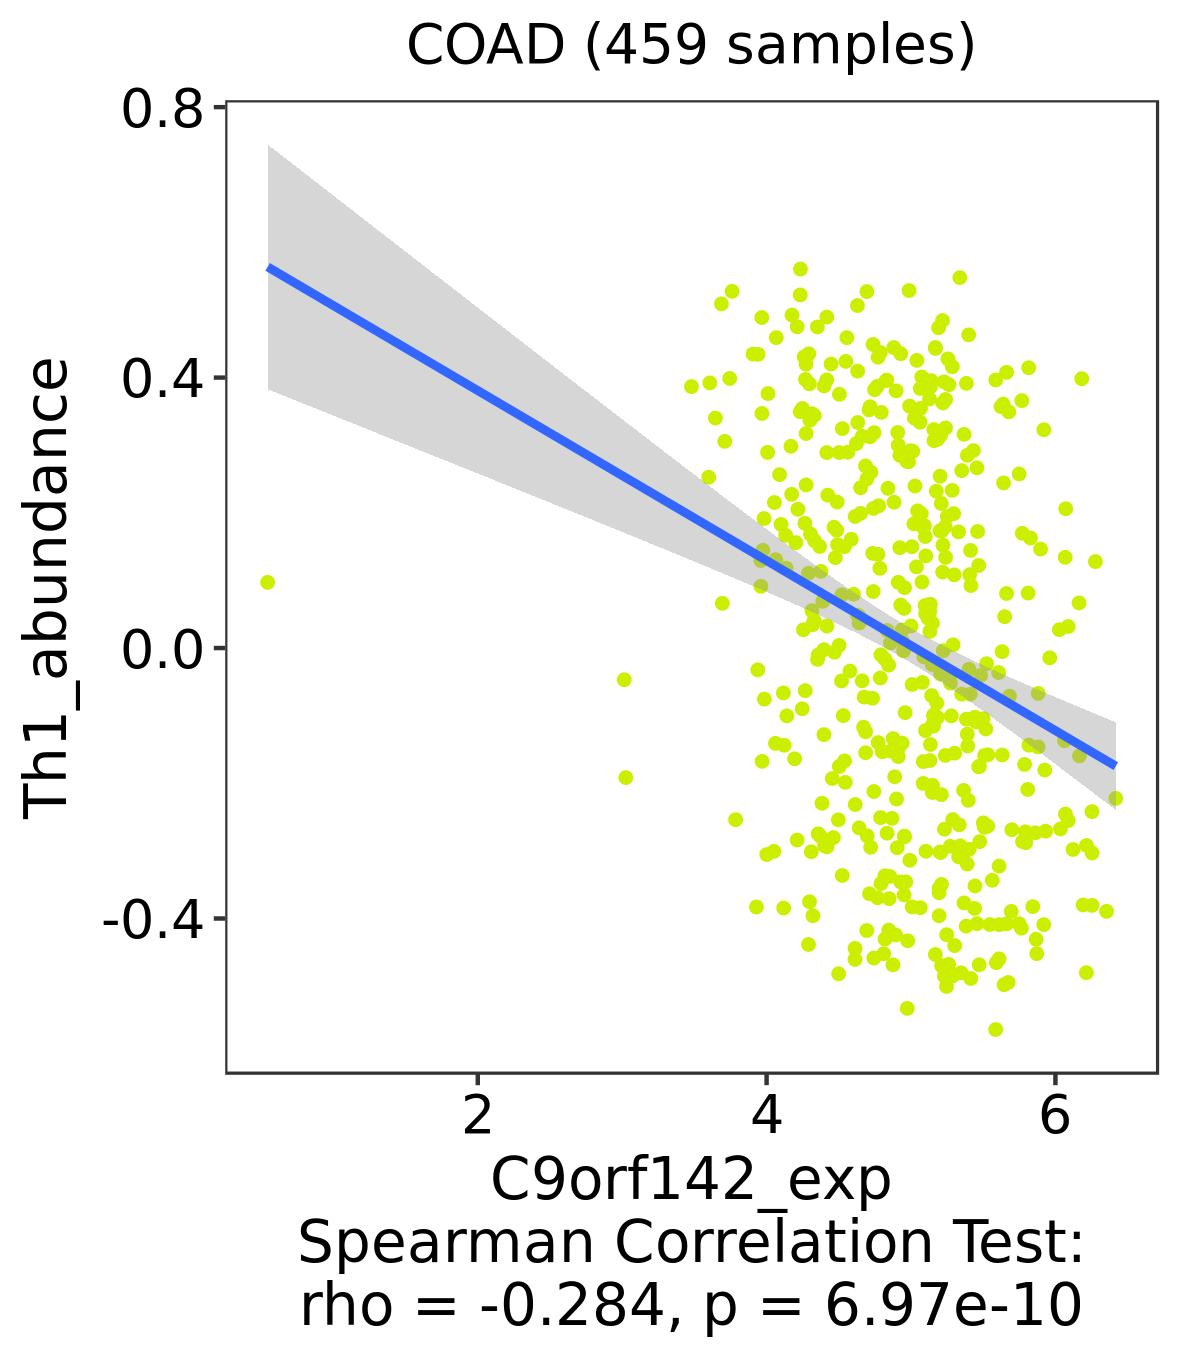 COAD (459 samples)
0.8
0.4
0.0
-0.4
Th1_abundance
2 4 6
C9orf142_exp
Spearman Correlation Test:
rho = -0.284, p = 6.97e-10